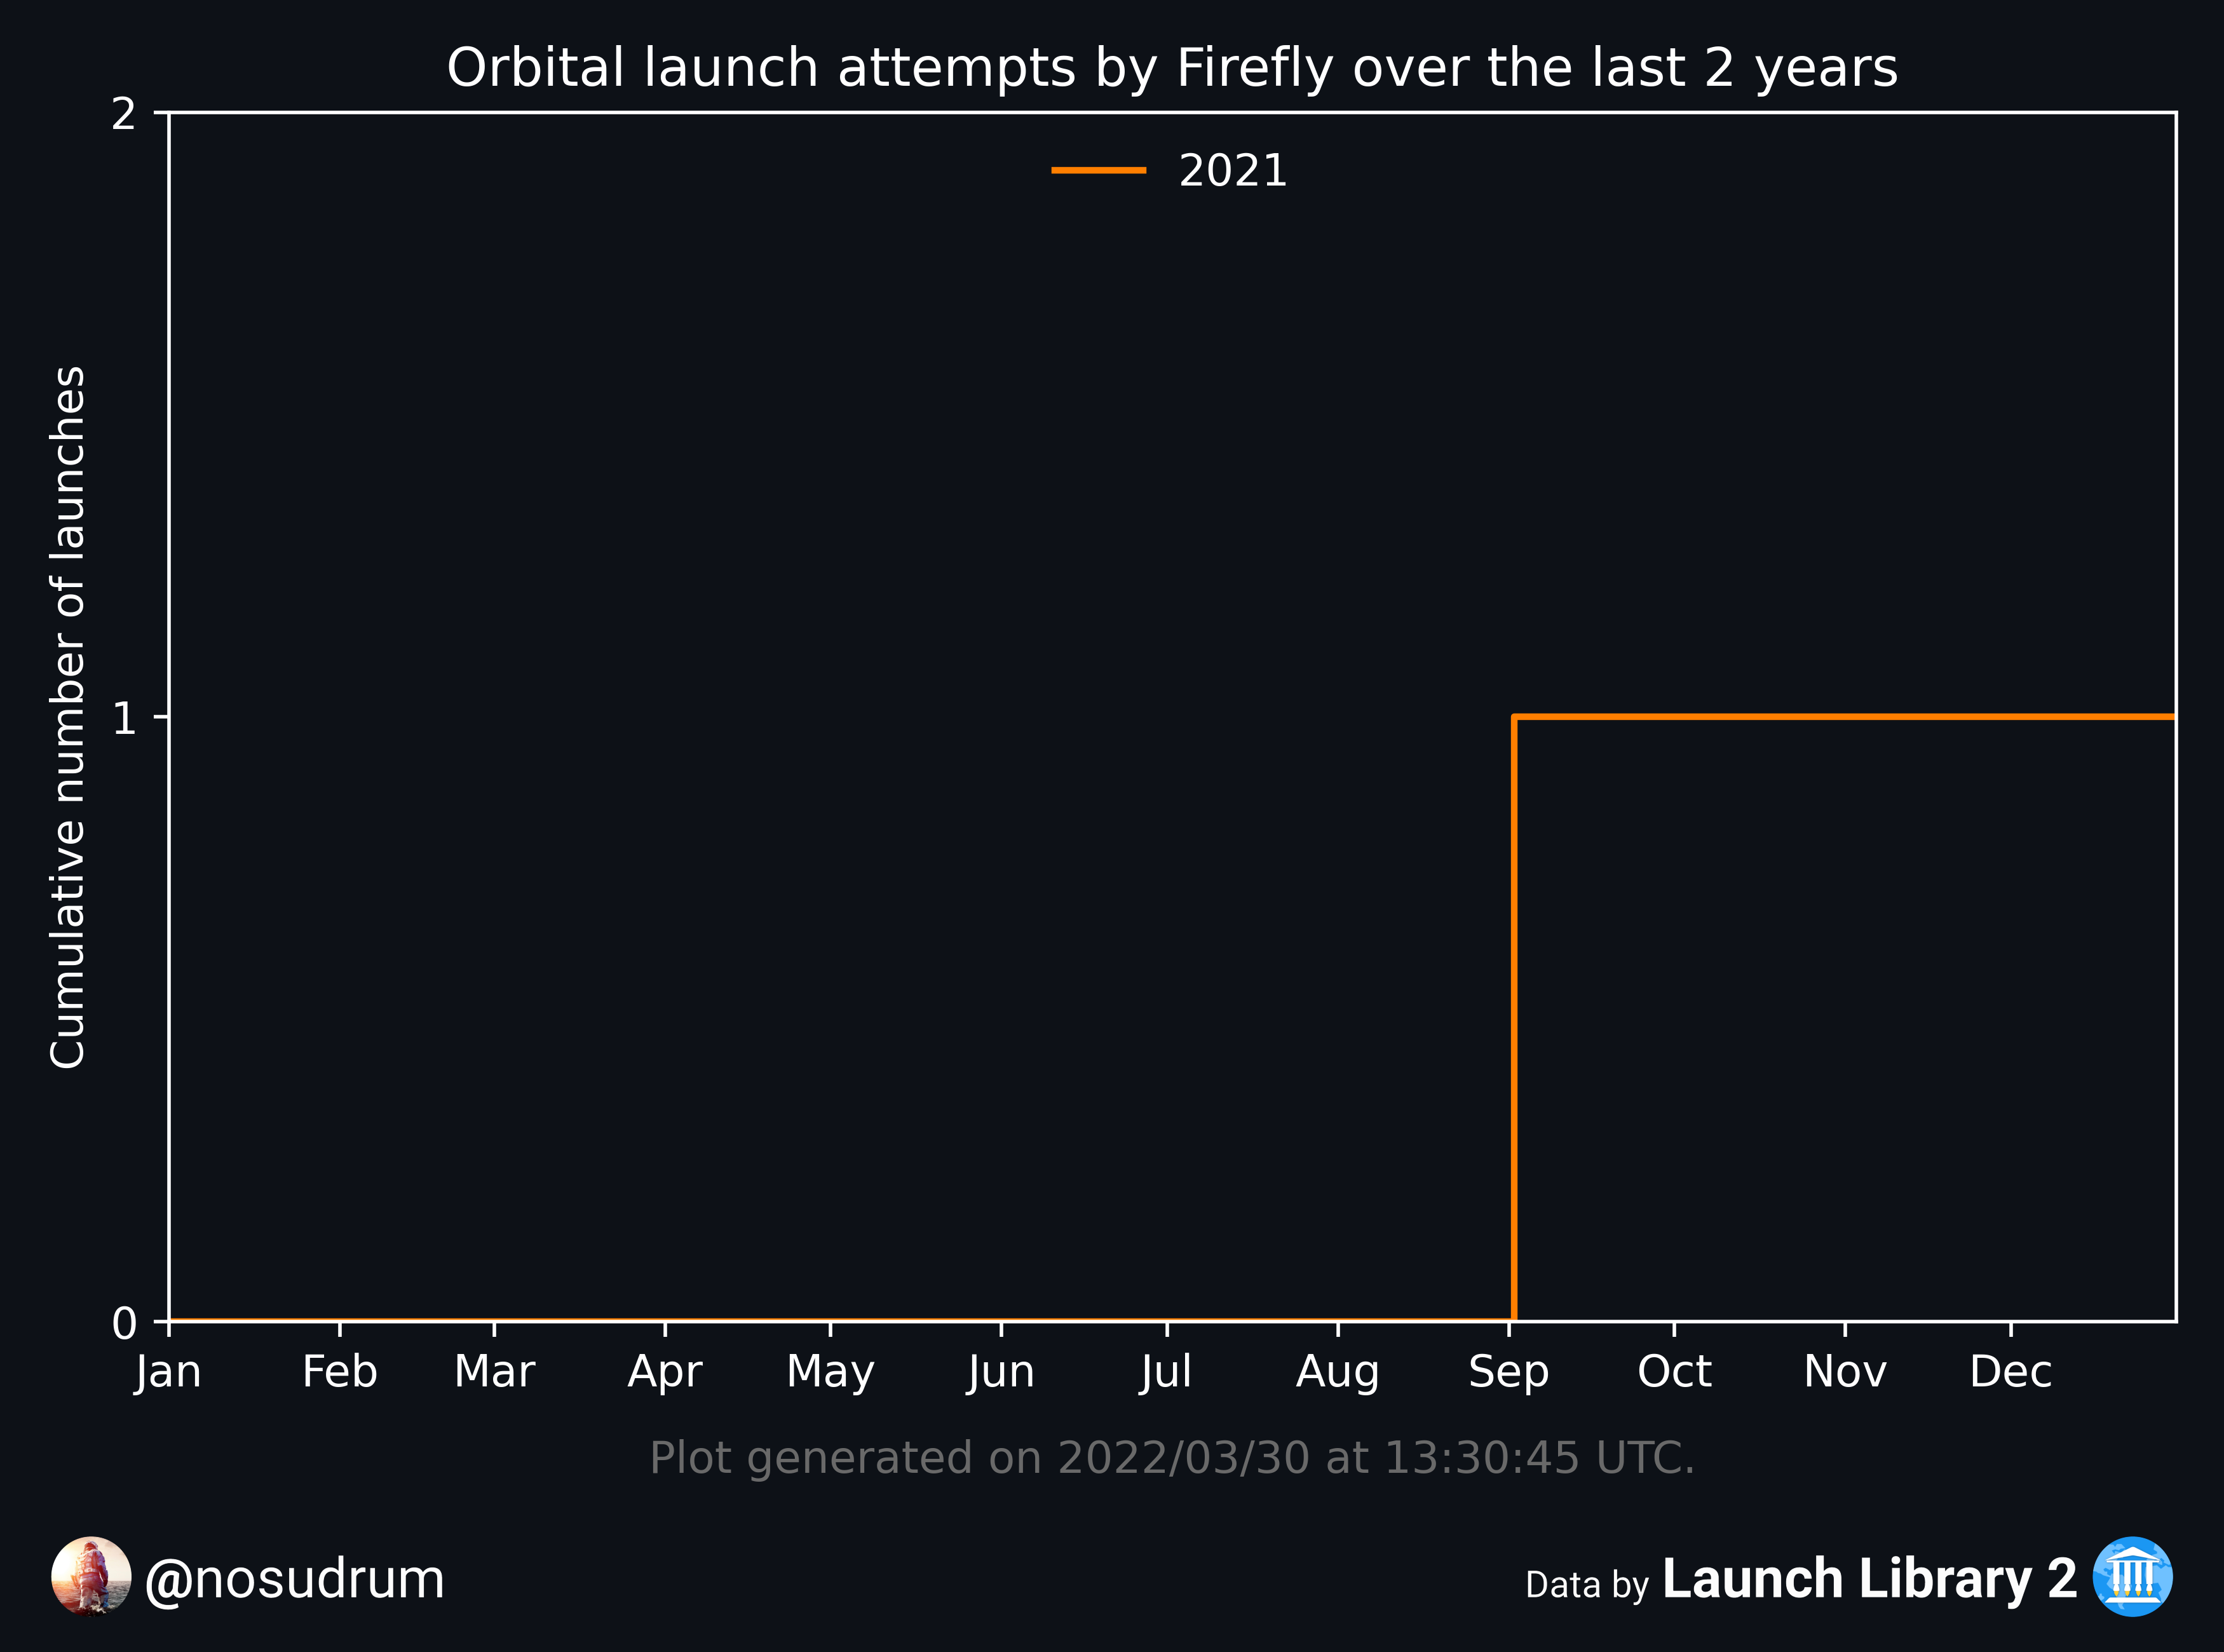 Orbital launch attempts by Firefly over the last 2 years
2021
Cumulative number of launches
2
1
0
Jan Feb Mar Apr May Jun Jul Aug Sep Oct Nov Dec
Plot generated on 2022/03/30 at 13:30:45 UTC.
@nosudrum
Data by Launch Library 2